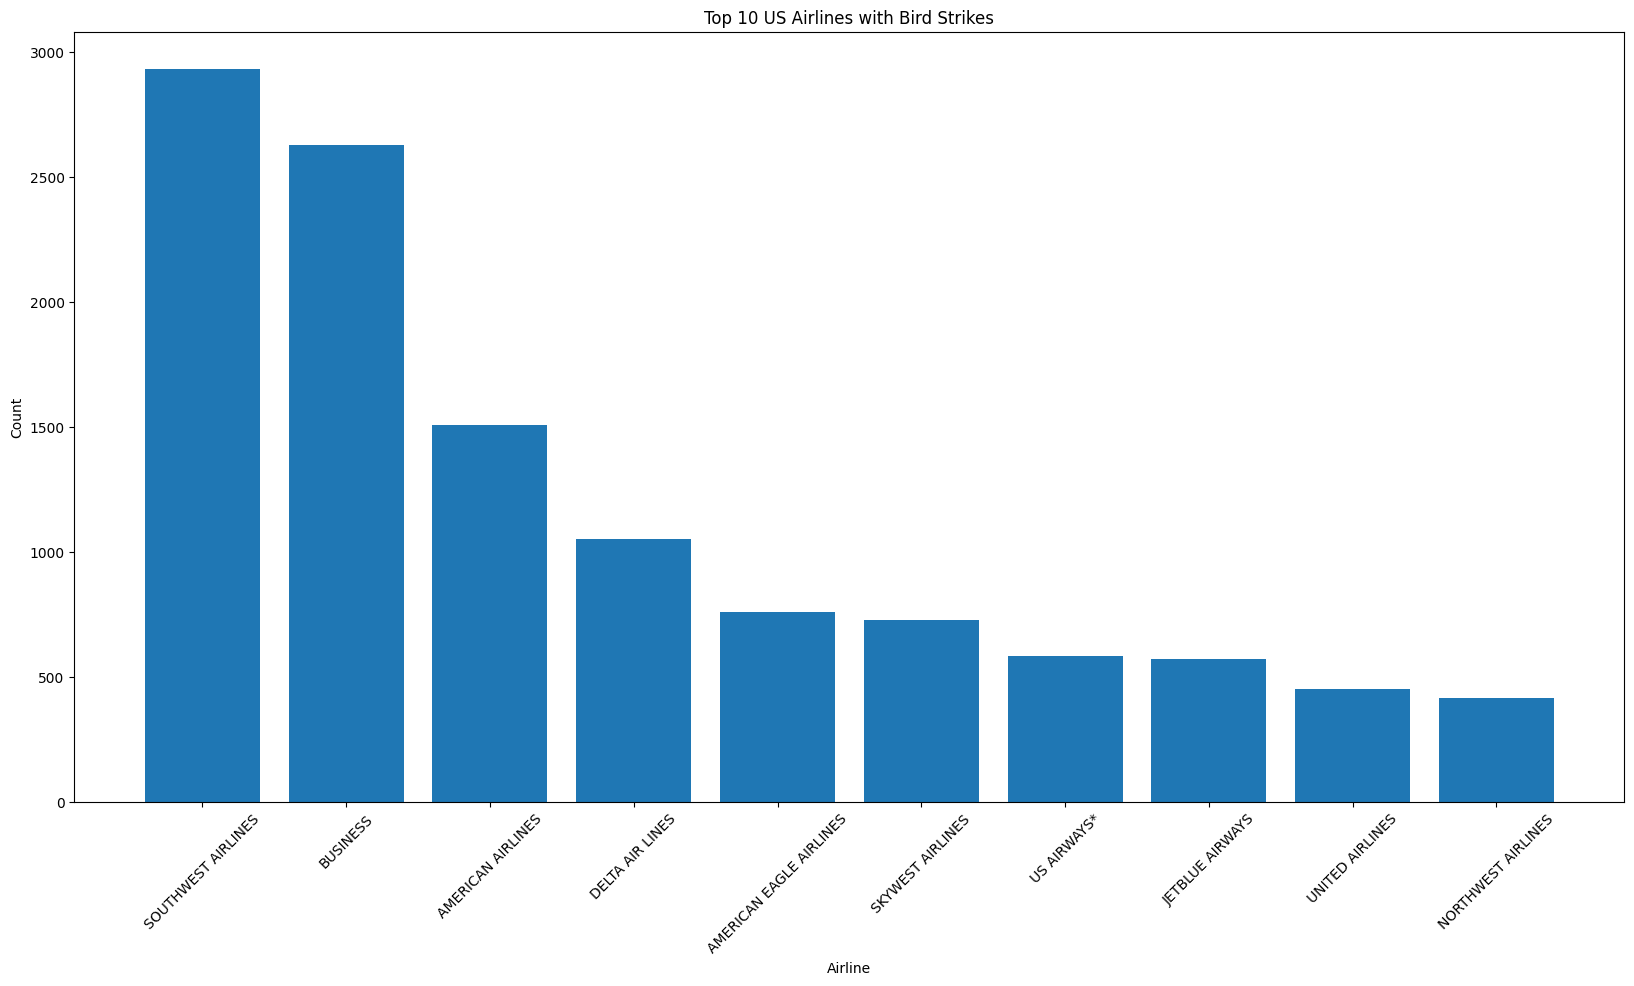 Top 10 US Airlines with Bird Strikes
Count
3000
2500
2000
1500
1000
500
0
SOUTHWEST AIRLINES
BUSINESS
AMERICAN AIRLINES
DELTA AIR LINES
AMERICAN EAGLE AIRLINES
SKYWEST AIRLINES
US AIRWAYS*
JETBLUE AIRWAYS
UNITED AIRLINES
NORTHWEST AIRLINES
Airline